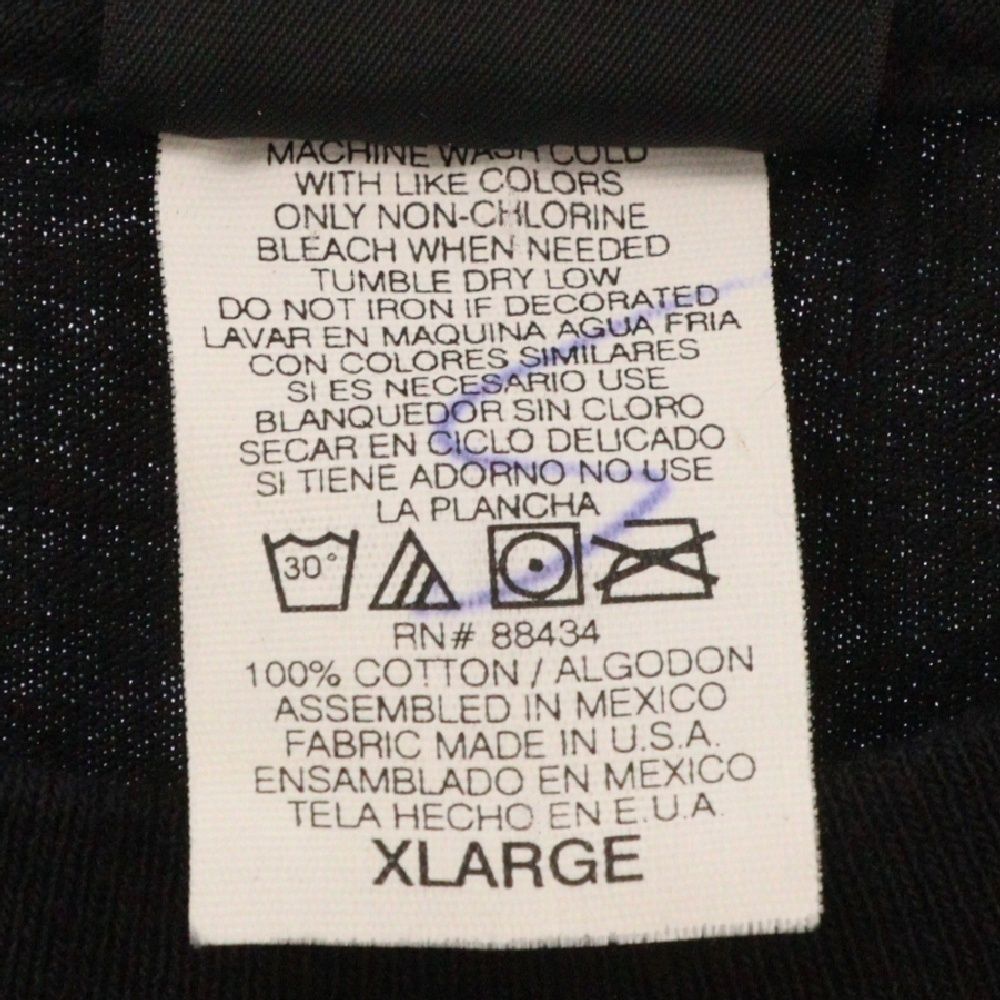 MACHINE WASH COLD
WITH LIKE COLORS
ONLY NON-CHLORINE
BLEACH WHEN NEEDED
TUMBLE DRY LOW
DO NOT IRON IF DECORATED
LAVAR EN MAQUINA AGUA FRIA
CON COLORES SIMILARES
SI ES NECESARIO USE
BLANQUEDOR SIN CLORO
SECAR EN CICLO DELICADO
SI TIENE ADORNO NO USE
LA PLANCHA
30°
RN# 88434
100% COTTON / ALGODON
ASSEMBLED IN MEXICO
FABRIC MADE IN U.S.A.
ENSAMBLADO EN MEXICO
TELA HECHO EN E.U.A.
XLARGE